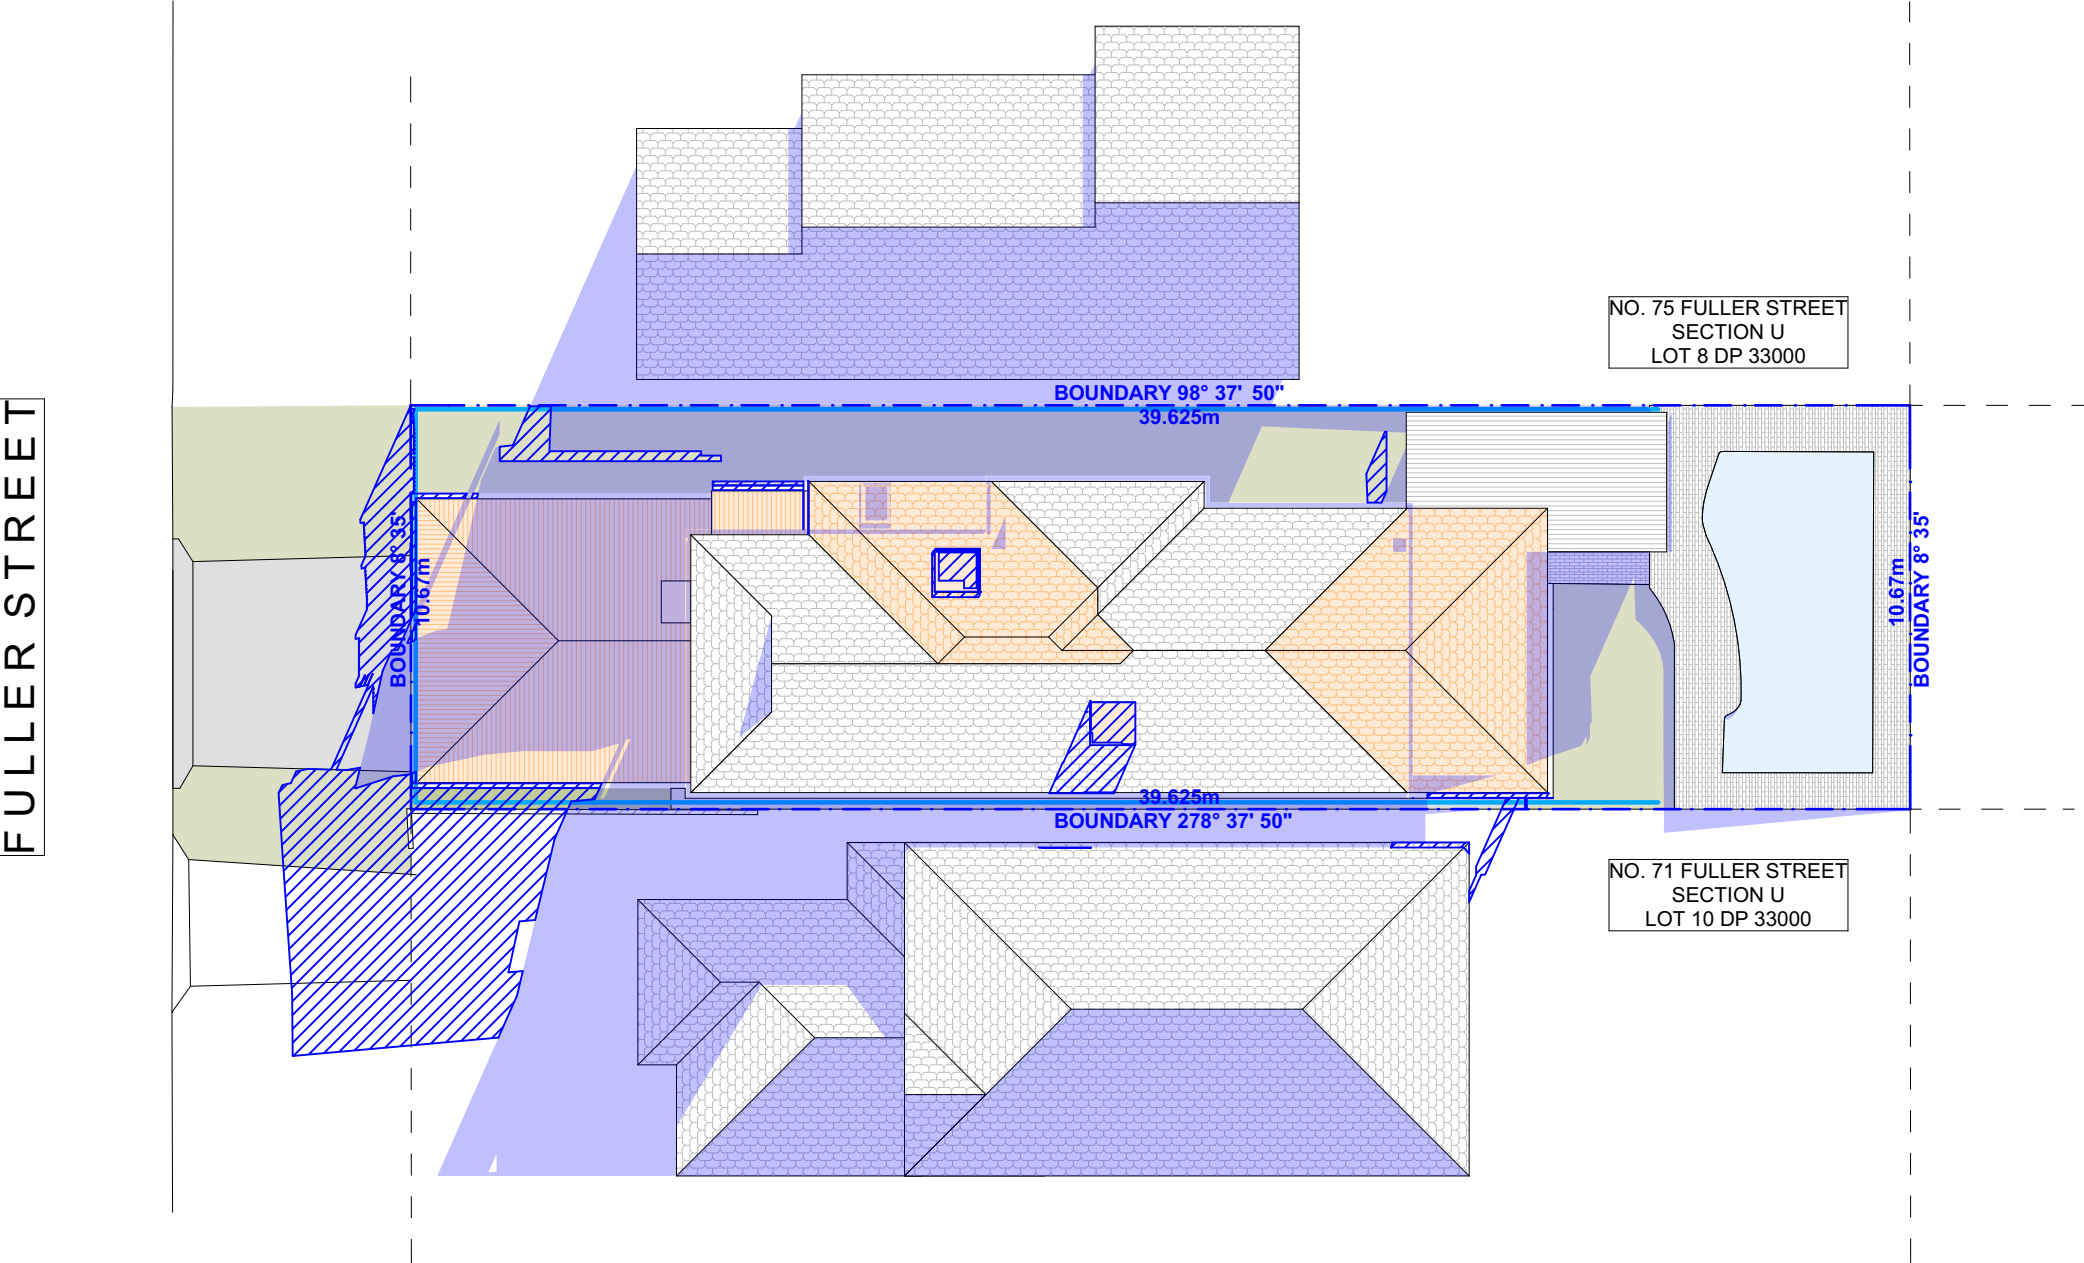 FULLER STREET
NO. 75 FULLER STREET
SECTION U
LOT 8 DP 33000
BOUNDARY 98° 37' 50"
39.625m
BOUNDARY 8° 35'
10.67m
10.67m
BOUNDARY 8° 35'
39.625m
BOUNDARY 278° 37' 50"
NO. 71 FULLER STREET
SECTION U
LOT 10 DP 33000